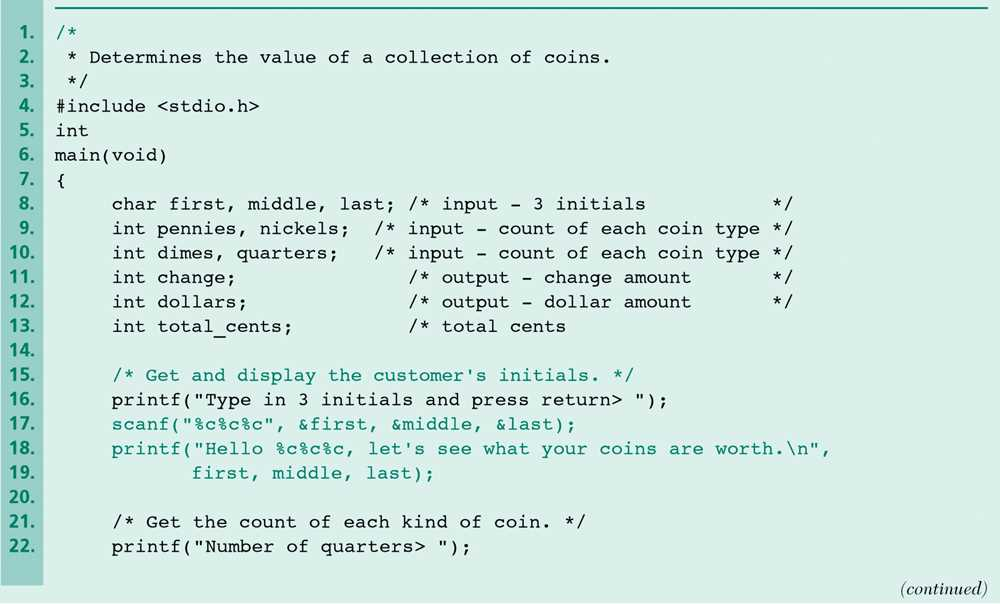 1. /*
2.  * Determines the value of a collection of coins.
3.  */
4. #include <stdio.h>
5. int
6. main(void)
7. {
8.      char first, middle, last; /* input - 3 initials           */
9.      int pennies, nickels;  /* input - count of each coin type */
10.      int dimes, quarters;   /* input - count of each coin type */
11.      int change;               /* output - change amount       */
12.      int dollars;              /* output - dollar amount       */
13.      int total_cents;          /* total cents
14.
15.      /* Get and display the customer's initials. */
16.      printf("Type in 3 initials and press return> ");
17.      scanf("%c%c%c", &first, &middle, &last);
18.      printf("Hello %c%c%c, let's see what your coins are worth.\n",
19.             first, middle, last);
20.
21.      /* Get the count of each kind of coin. */
22.      printf("Number of quarters> ");
(continued)